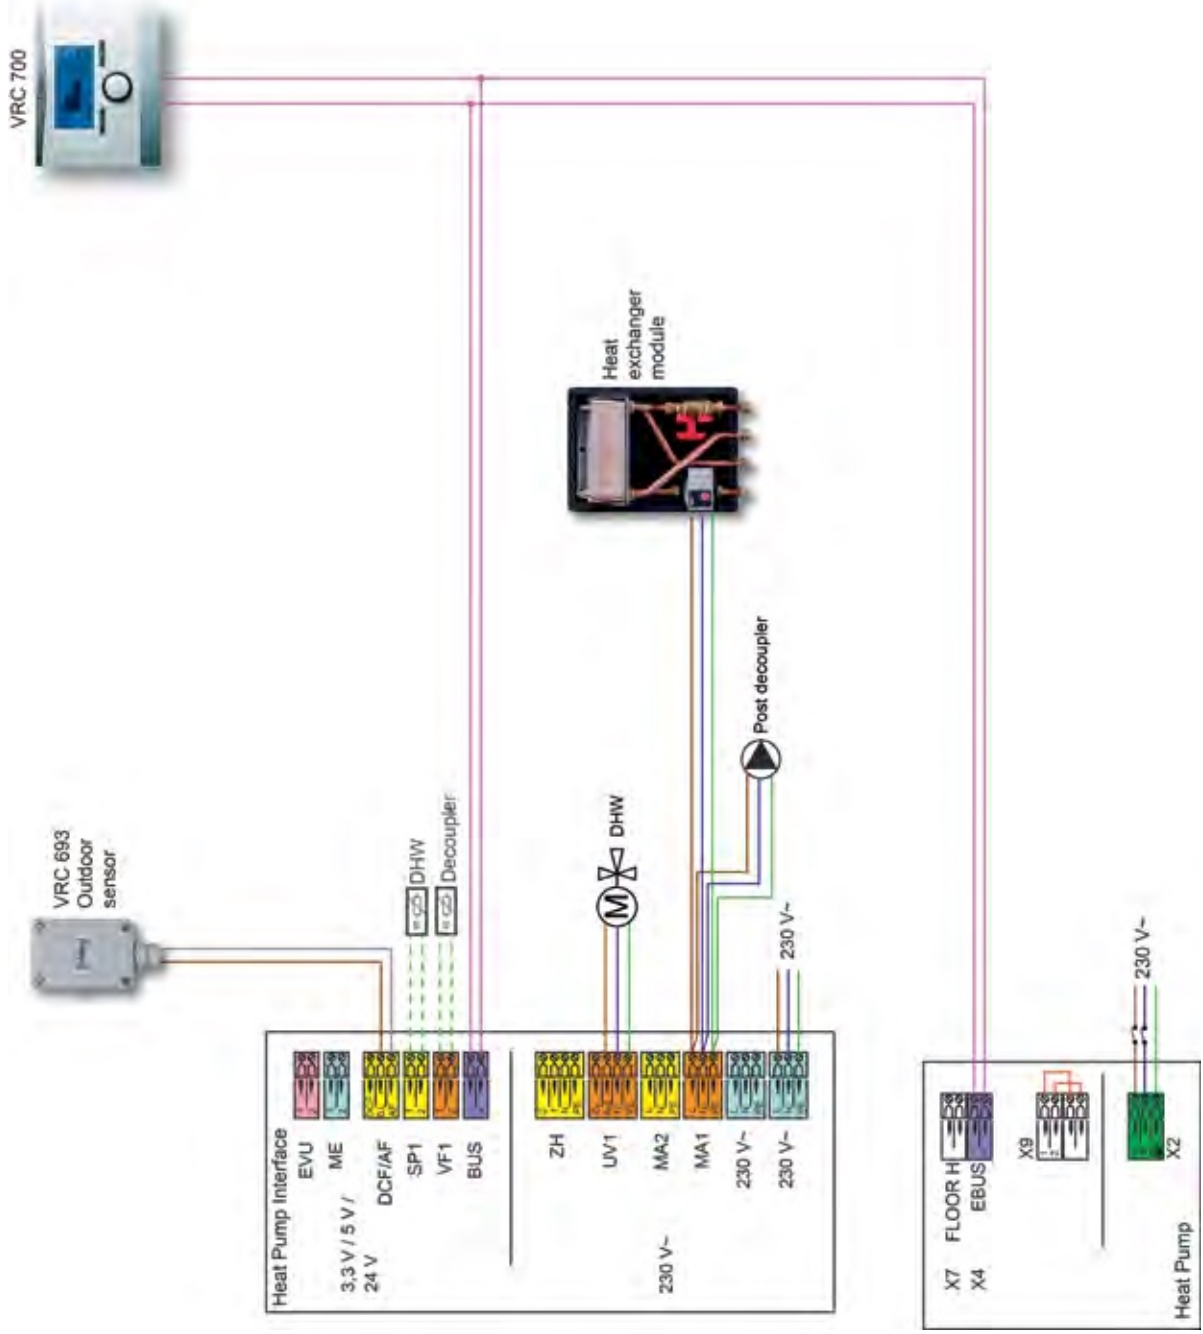 VRC 700
VRC 693
Outdoor
sensor
Heat
exchanger
module
DHW
Decoupler
M
DHW
Post decoupler
230 V~
Heat Pump Interface
EVU
ME
3,3 V / 5 V /
24 V
DCF/AF
SP1
VF1
BUS
ZH
UV1
MA2
230 V~
MA1
230 V~
230 V~
X7 FLOOR H
X4 EBUS
X9
1
2
230 V~
X2
Heat Pump